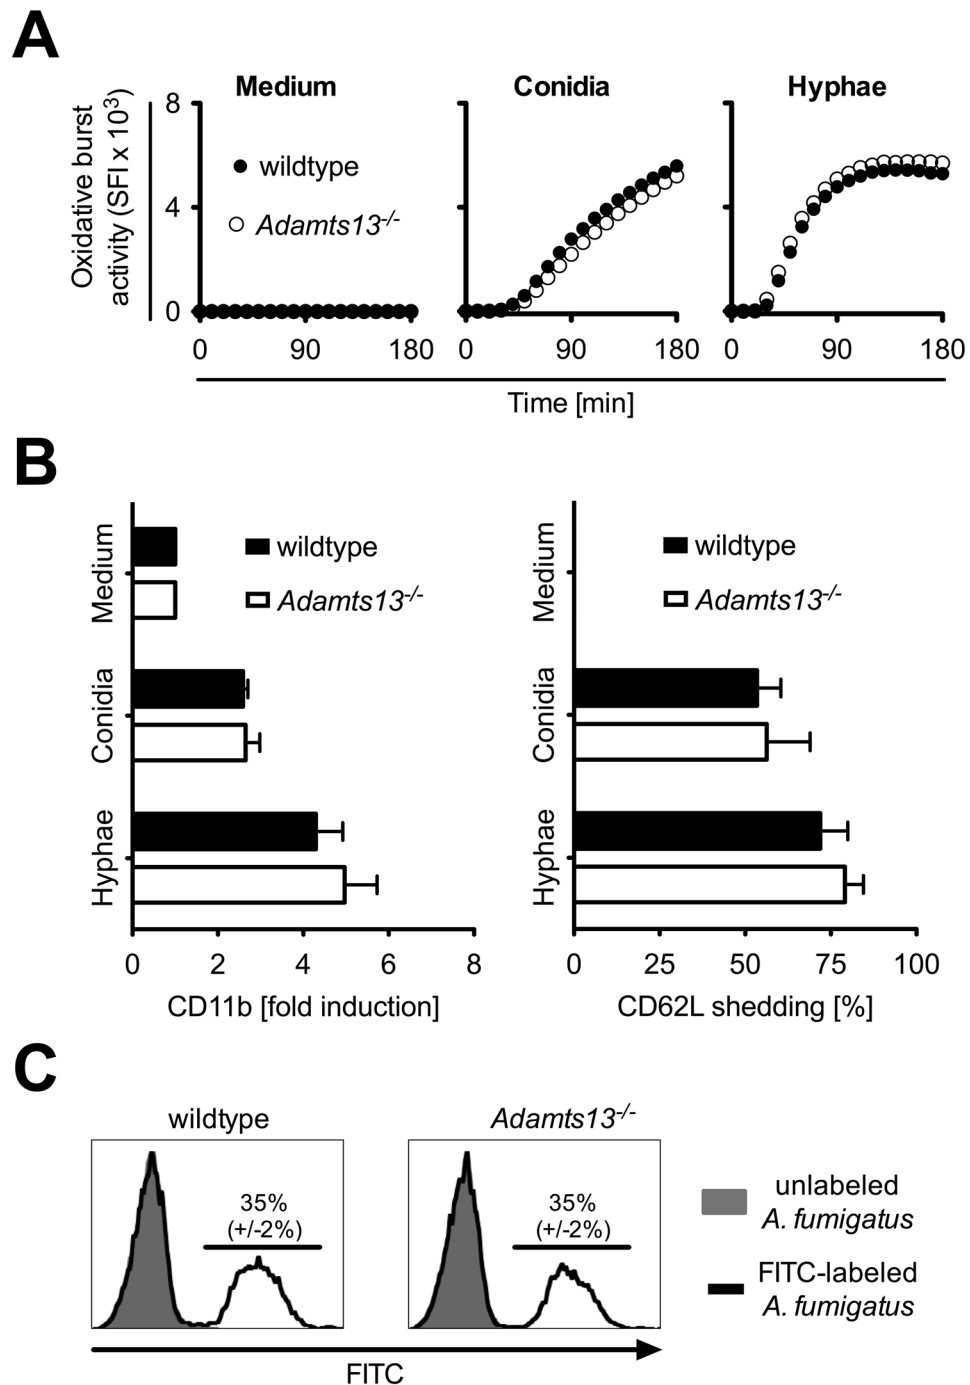 A
Medium
Conidia
Hyphae
Oxidative burst
activity (SFI x 10³)
8
4
0
wildtype
Adamts13-/-
0 90 180
0 90 180
0 90 180
Time [min]
B
Medium
Conidia
Hyphae
wildtype
Adamts13-/-
0 2 4 6 8
CD11b [fold induction]
Medium
Conidia
Hyphae
wildtype
Adamts13-/-
0 25 50 75 100
CD62L shedding [%]
C
wildtype
35%
(+/-2%)
Adamts13-/-
35%
(+/-2%)
FITC
unlabeled
A. fumigatus
FITC-labeled
A. fumigatus